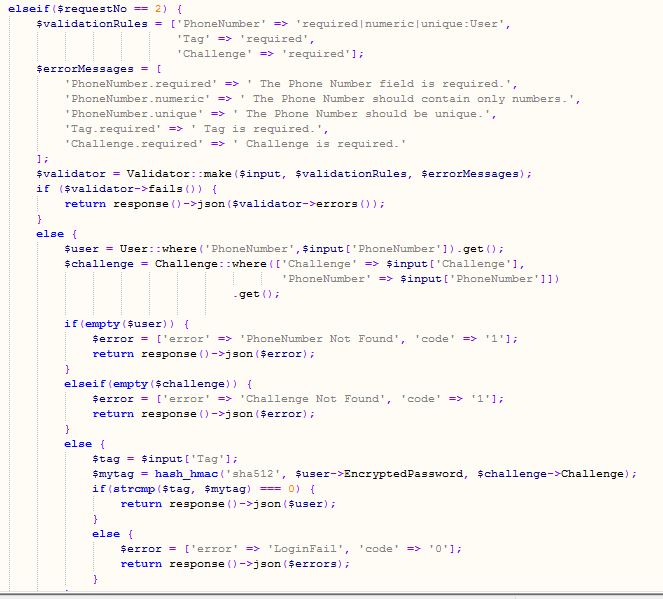 elseif($requestNo == 2) {
$validationRules = ['PhoneNumber' => 'required|numeric|unique:User',
'Tag' => 'required',
'Challenge' => 'required'];
$errorMessages = [
'PhoneNumber.required' => ' The Phone Number field is required.',
'PhoneNumber.numeric' => ' The Phone Number should contain only numbers.',
'PhoneNumber.unique' => ' The Phone Number should be unique.',
'Tag.required' => ' Tag is required.',
'Challenge.required' => ' Challenge is required.'
];
$validator = Validator::make($input, $validationRules, $errorMessages);
if ($validator->fails()) {
return response()->json($validator->errors());
}
else {
$user = User::where('PhoneNumber',$input['PhoneNumber']).get();
$challenge = Challenge::where(['Challenge' => $input['Challenge'],
'PhoneNumber' => $input['PhoneNumber']])
.get();
if(empty($user)) {
$error = ['error' => 'PhoneNumber Not Found', 'code' => '1'];
return response()->json($error);
}
elseif(empty($challenge)) {
$error = ['error' => 'Challenge Not Found', 'code' => '1'];
return response()->json($error);
}
else {
$tag = $input['Tag'];
$mytag = hash_hmac('sha512', $user->EncryptedPassword, $challenge->Challenge);
if(strcmp($tag, $mytag) === 0) {
return response()->json($user);
}
else {
$error = ['error' => 'LoginFail', 'code' => '0'];
return response()->json($errors);
}